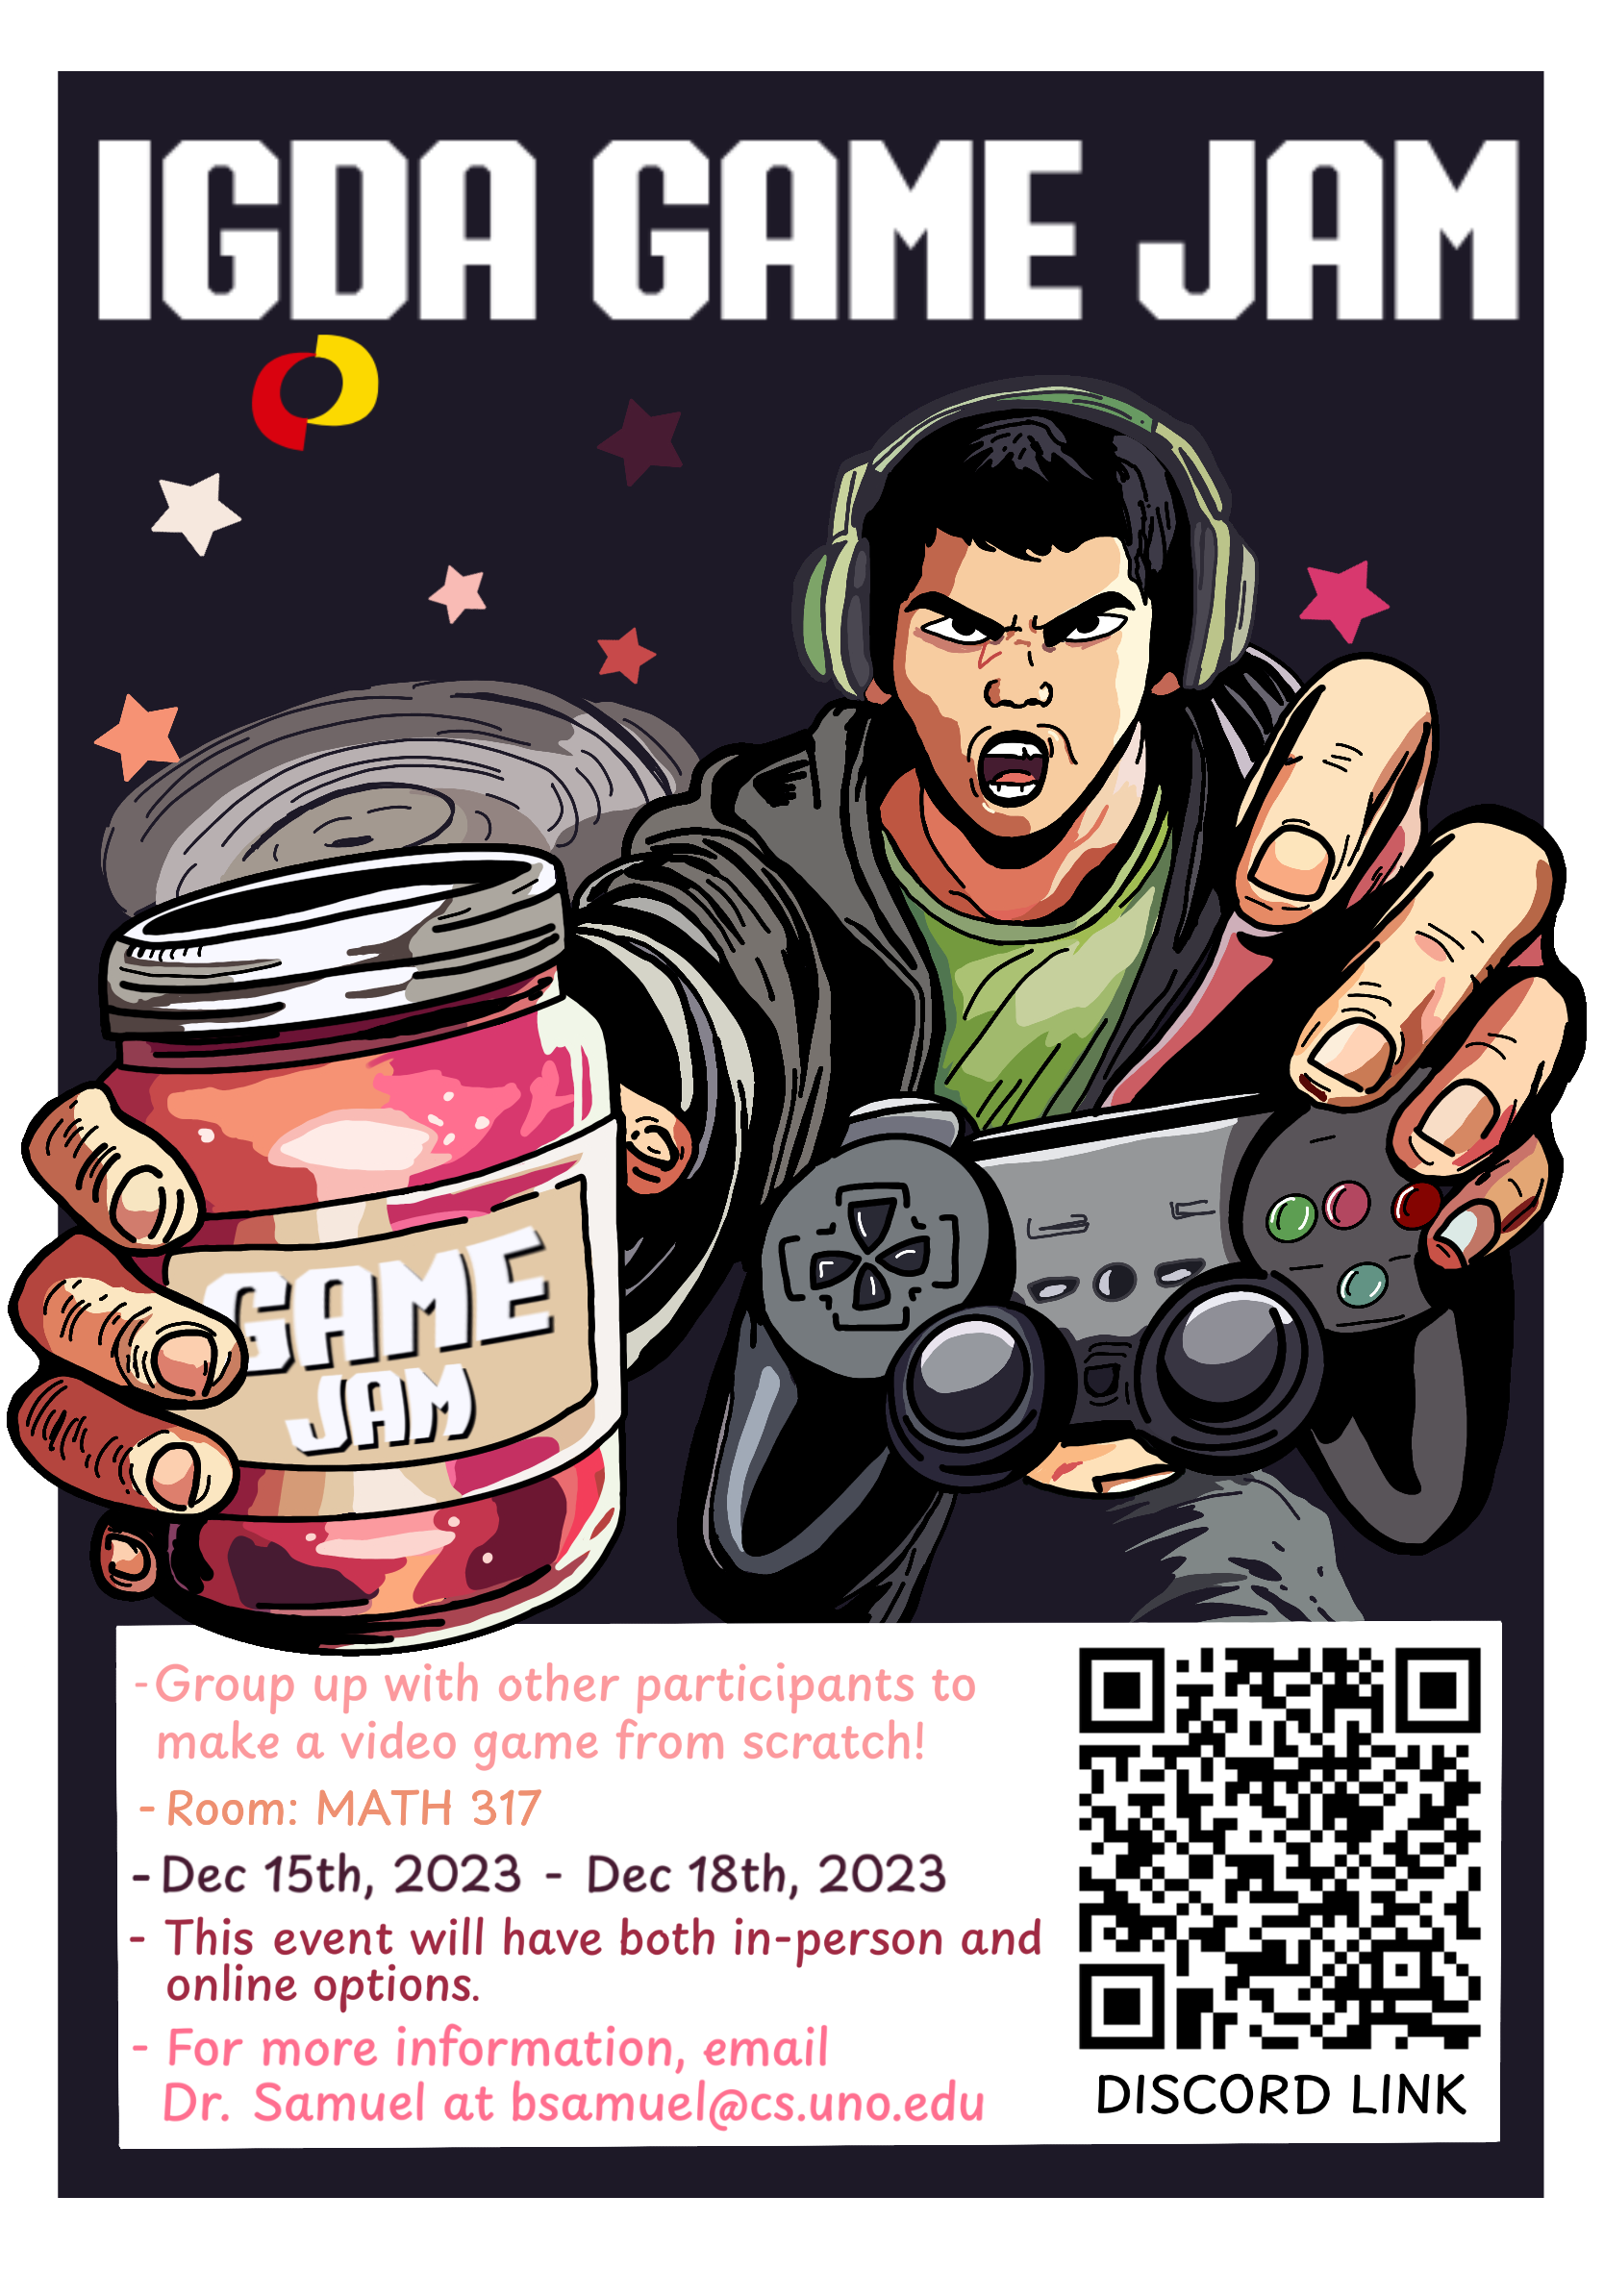 IGDA GAME JAM
GAME
JAM
-Group up with other participants to
make a video game from scratch!
-Room: MATH 317
-Dec 15th, 2023 - Dec 18th, 2023
- This event will have both in-person and
online options.
- For more information, email
Dr. Samuel at bsamuel@cs.uno.edu
DISCORD LINK